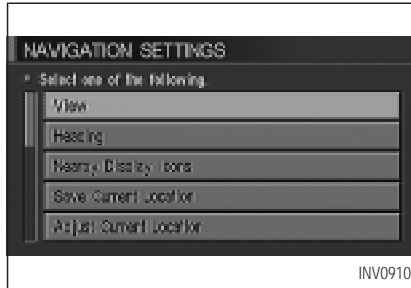 NAVIGATION SETTINGS
Select one of the following.
View
Heading
Nearby Display Icons
Save Current Location
Adjust Current Location
INV0910